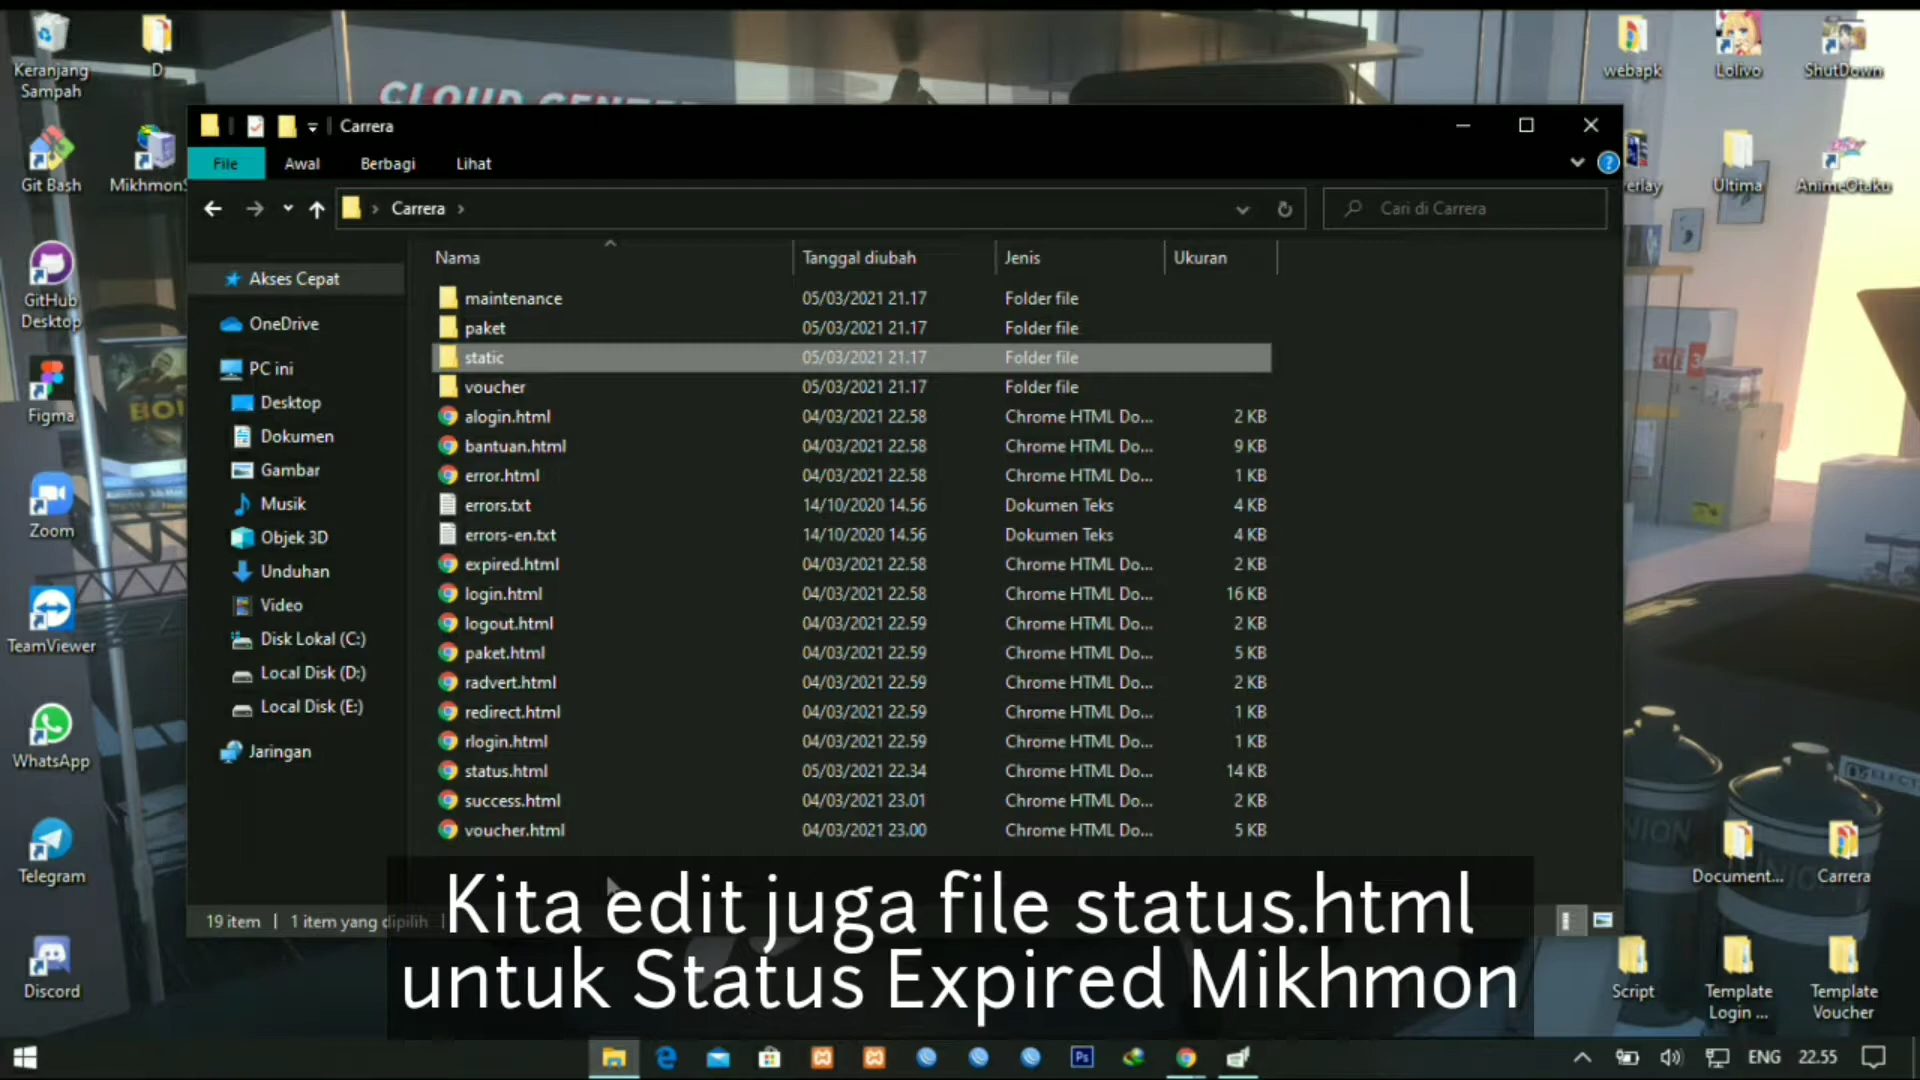 Keranjang
Sampah
D
CLOUD CENTER
webapk
Lolivo
ShutDown
Carrera
File
Awal
Berbagi
Lihat
Git Bash
Ultima
AnimeOtaku
Carrera
Cari di Carrera
Nama
Tanggal diubah
Jenis
Ukuran
Akses Cepat
OneDrive
PC ini
Desktop
Dokumen
Gambar
Musik
Objek 3D
Unduhan
Video
Disk Lokal (C:)
Local Disk (D:)
Local Disk (E:)
Jaringan
maintenance 05/03/2021 21.17 Folder file
paket 05/03/2021 21.17 Folder file
static 05/03/2021 21.17 Folder file
voucher 05/03/2021 21.17 Folder file
alogin.html 04/03/2021 22.58 Chrome HTML Do... 2 KB
bantuan.html 04/03/2021 22.58 Chrome HTML Do... 9 KB
error.html 04/03/2021 22.58 Chrome HTML Do... 1 KB
errors.txt 14/10/2020 14.56 Dokumen Teks 4 KB
errors-en.txt 14/10/2020 14.56 Dokumen Teks 4 KB
expired.html 04/03/2021 22.58 Chrome HTML Do... 2 KB
login.html 04/03/2021 22.58 Chrome HTML Do... 16 KB
logout.html 04/03/2021 22.59 Chrome HTML Do... 2 KB
paket.html 04/03/2021 22.59 Chrome HTML Do... 5 KB
radvert.html 04/03/2021 22.59 Chrome HTML Do... 2 KB
redirect.html 04/03/2021 22.59 Chrome HTML Do... 1 KB
rlogin.html 04/03/2021 22.59 Chrome HTML Do... 1 KB
status.html 05/03/2021 22.34 Chrome HTML Do... 14 KB
success.html 04/03/2021 23.01 Chrome HTML Do... 2 KB
voucher.html 04/03/2021 23.00 Chrome HTML Do... 5 KB
GitHub
Desktop
Figma
Zoom
TeamViewer
WhatsApp
Telegram
Discord
Document...
Carrera
19 item
1 item yang dipilih
Kita edit juga file status.html
untuk Status Expired Mikhmon
Script
Template
Login ...
Template
Voucher
Ps
ENG
22.55